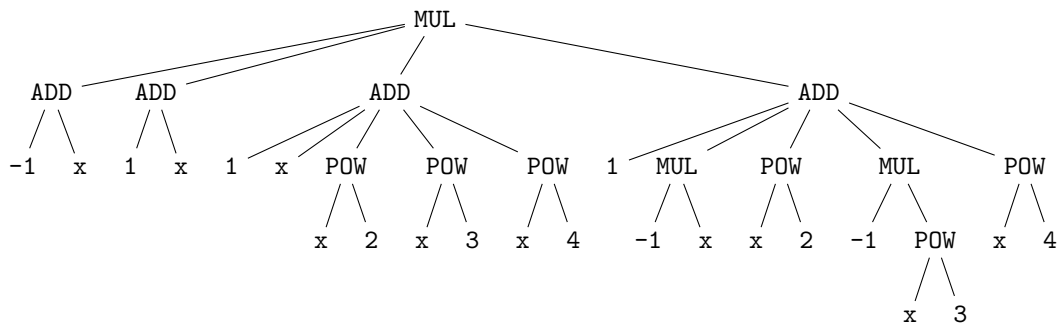 MUL
ADD ADD ADD ADD
-1 x 1 x 1 x POW POW POW 1 MUL POW MUL POW
x 2 x 3 x 4 -1 x x 2 -1 POW x 4
x 3